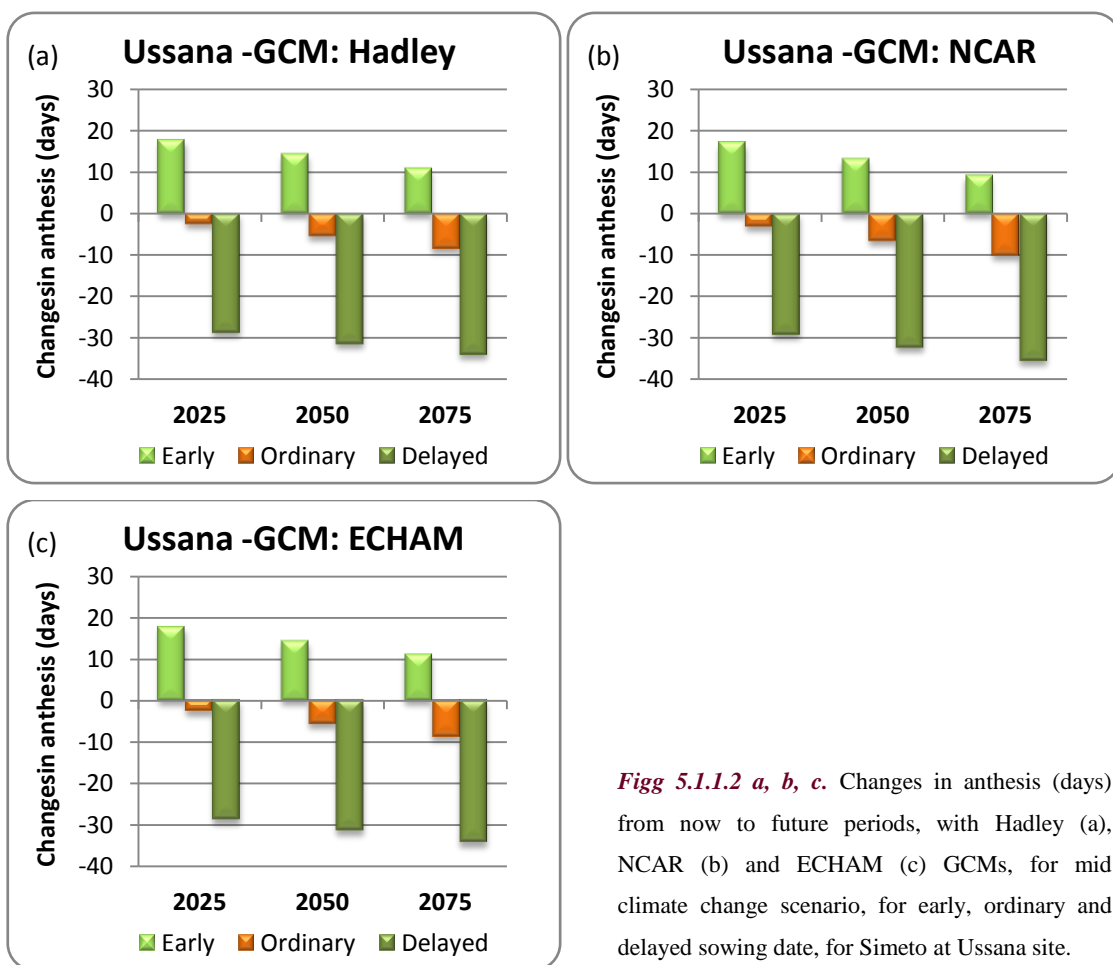 (a) Ussana -GCM: Hadley
Changesin anthesis (days)
30
20
10
0
-10
-20
-30
-40
2025 2050 2075
Early Ordinary Delayed
(b) Ussana -GCM: NCAR
Changesin anthesis (days)
30
20
10
0
-10
-20
-30
-40
2025 2050 2075
Early Ordinary Delayed
(c) Ussana -GCM: ECHAM
Changesin anthesis (days)
30
20
10
0
-10
-20
-30
-40
2025 2050 2075
Early Ordinary Delayed
Figg 5.1.1.2 a, b, c. Changes in anthesis (days)
from now to future periods, with Hadley (a),
NCAR (b) and ECHAM (c) GCMs, for mid
climate change scenario, for early, ordinary and
delayed sowing date, for Simeto at Ussana site.